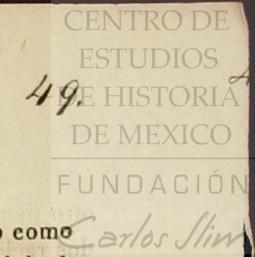 CENTRO DE
ESTUDIOS
DE HISTORIA
DE MEXICO
FUNDACIÓN
Carlos Slim
49.
como